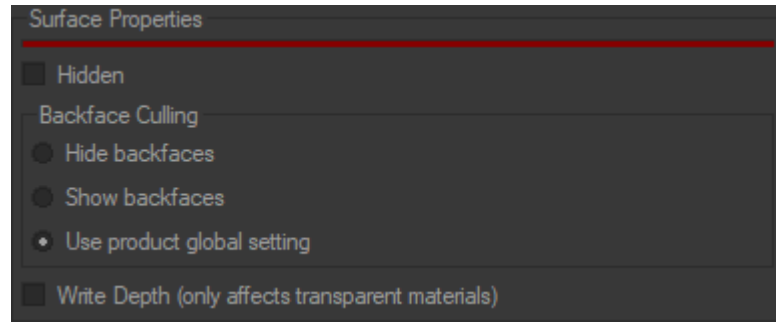 Surface Properties
Hidden
Backface Culling
Hide backfaces
Show backfaces
Use product global setting
Write Depth (only affects transparent materials)